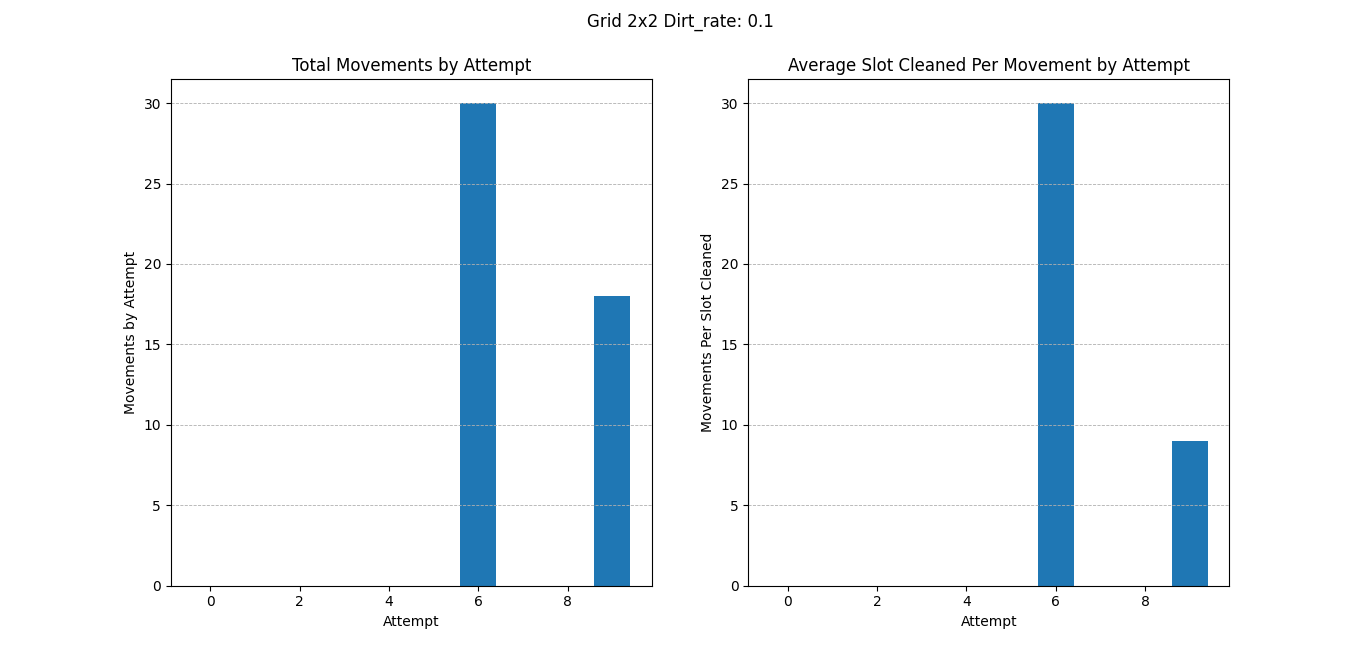 Grid 2x2 Dirt_rate: 0.1
Total Movements by Attempt
Movements by Attempt
30
25
20
15
10
5
0
0 2 4 6 8
Attempt
Average Slot Cleaned Per Movement by Attempt
Movements Per Slot Cleaned
30
25
20
15
10
5
0
0 2 4 6 8
Attempt